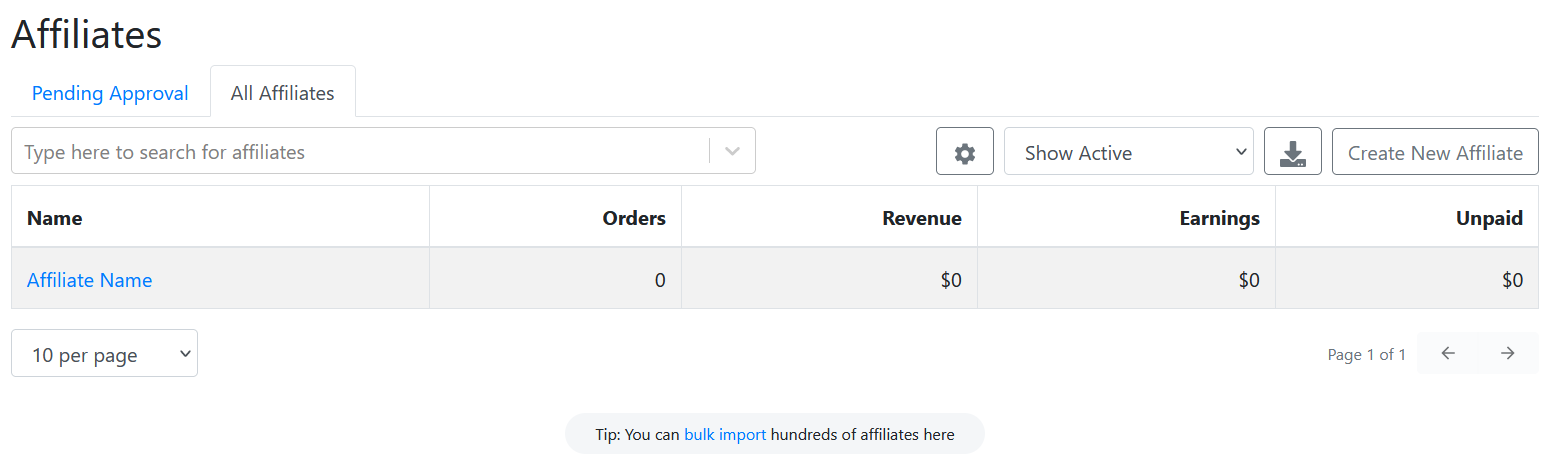 Affiliates
Pending Approval All Affiliates
Type here to search for affiliates Show Active Create New Affiliate
Name Orders Revenue Earnings Unpaid
Affiliate Name 0 $0 $0 $0
10 per page Page 1 of 1
Tip: You can bulk import hundreds of affiliates here